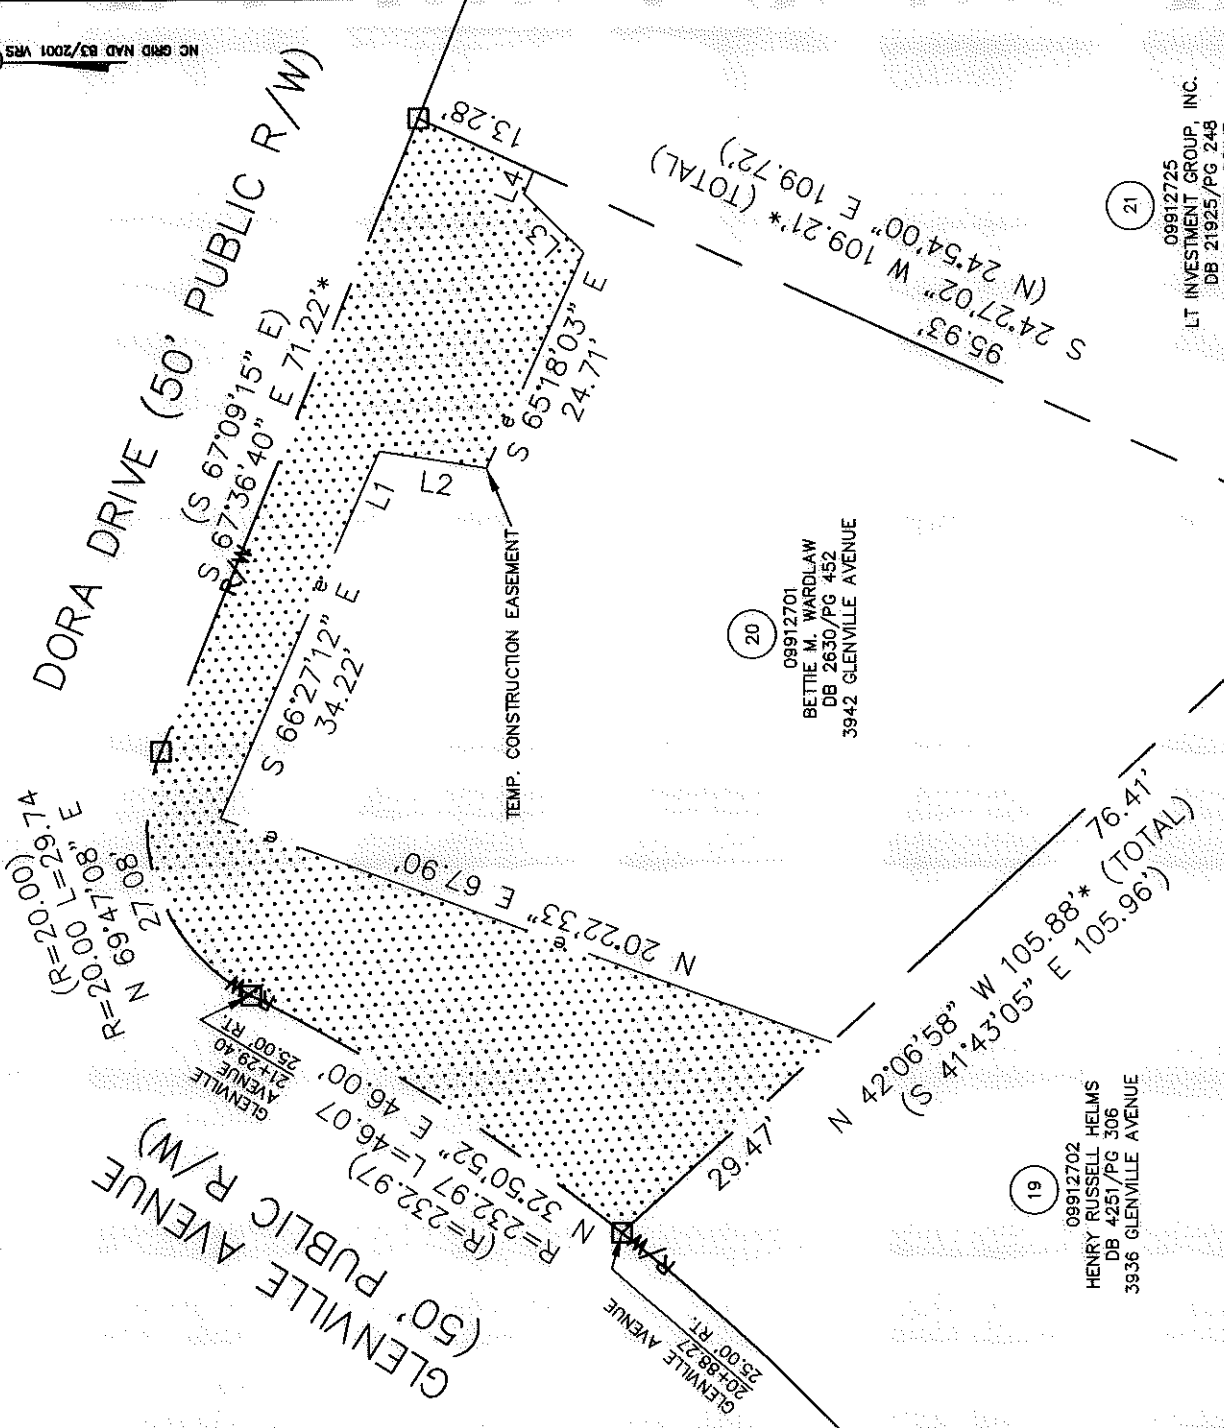 NC GRID NAD 83/2001 VRS
DORA DRIVE (50' PUBLIC R/W)
(S 67°09'15" E)
S 67°36'40" E 71.22'*
R/W
13.28'
L4
L3
S 65°18'03" E
24.71'
e
L2
L1
S 66°27'12" E
34.22'
e
TEMP. CONSTRUCTION EASEMENT
(R=20.00)
R=20.00 L=29.74
N 69°47'08" E
27.08'
R/W
GLENVILLE
AVENUE
21+29.40
25.00' RT.
e
N 20°22'33" E 67.90'
e
GLENVILLE AVENUE
(50' PUBLIC R/W)
(R=232.97)
R=232.97 L=46.07
N 32°50'52" E 46.00'
R/W
GLENVILLE AVENUE
20+88.27
25.00' RT.
29.47'
76.41'
N 42°06'58" W 105.88'* (TOTAL)
(S 41°43'05" E 105.96')
95.93'
S 24°27'02" W 109.21'* (TOTAL)
(N 24°54'00" E 109.72')
21
09912725
LT INVESTMENT GROUP, INC.
DB 21925/PG 248
20
09912701
BETTIE M. WARDLAW
DB 2630/PG 452
3942 GLENVILLE AVENUE
19
09912702
HENRY RUSSELL HELMS
DB 4251/PG 306
3936 GLENVILLE AVENUE